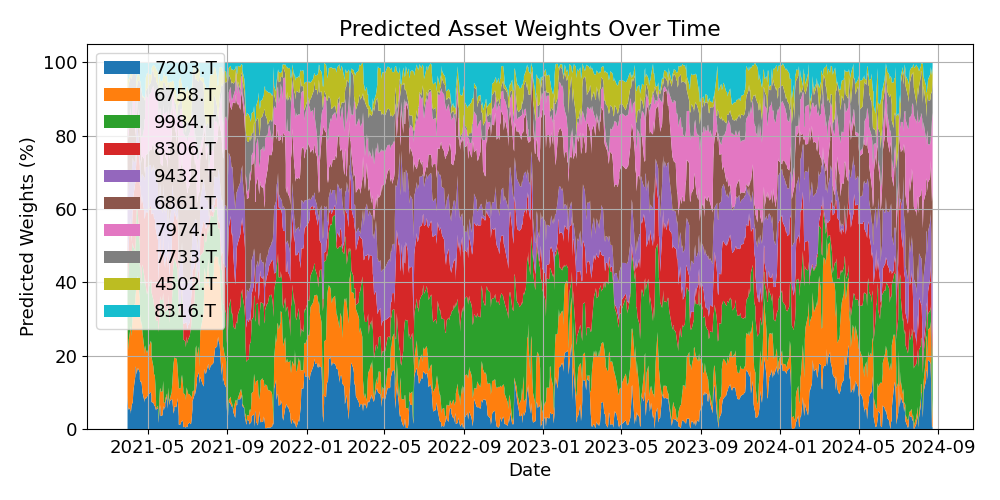 Predicted Asset Weights Over Time
Predicted Weights (%)
100
80
60
40
20
0
7203.T
6758.T
9984.T
8306.T
9432.T
6861.T
7974.T
7733.T
4502.T
8316.T
2021-05 2021-09 2022-01 2022-05 2022-09 2023-01 2023-05 2023-09 2024-01 2024-05 2024-09
Date